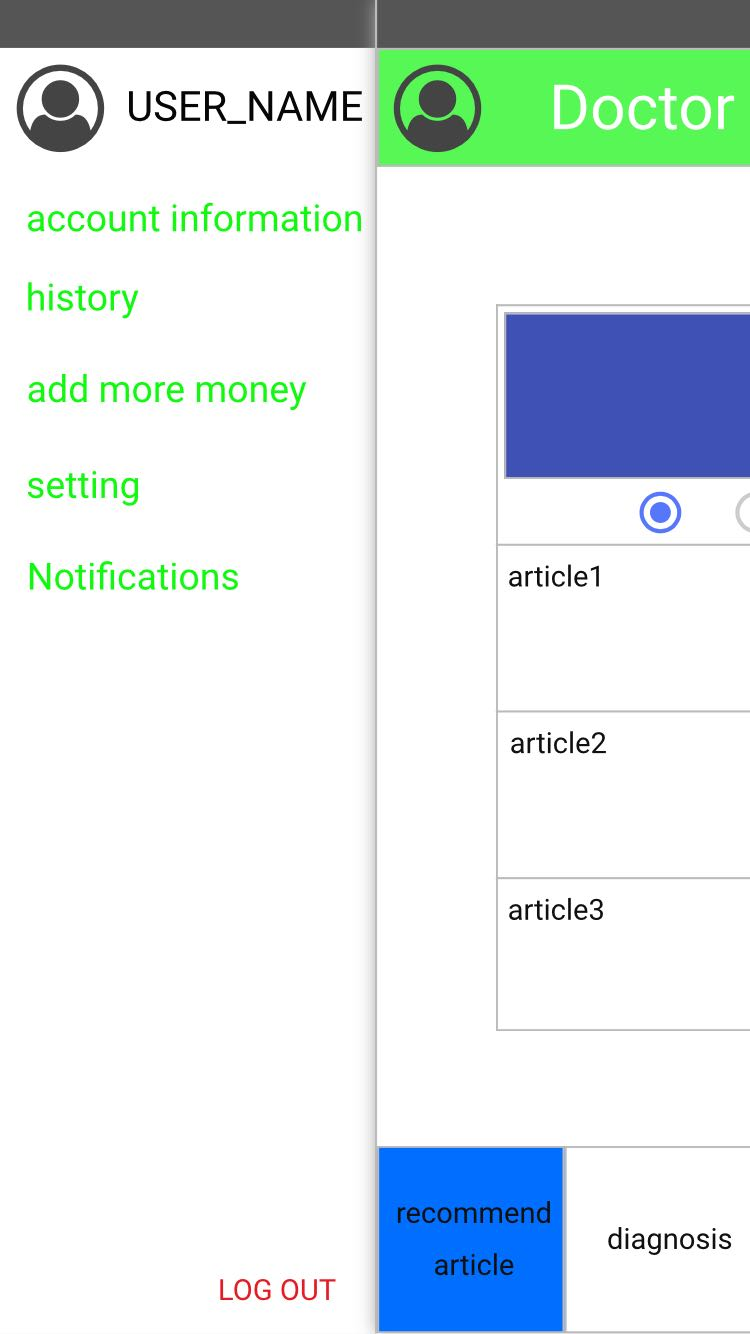 USER_NAME
account information
history
add more money
setting
Notifications
LOG OUT
Doctor
article1
article2
article3
recommend
article
diagnosis